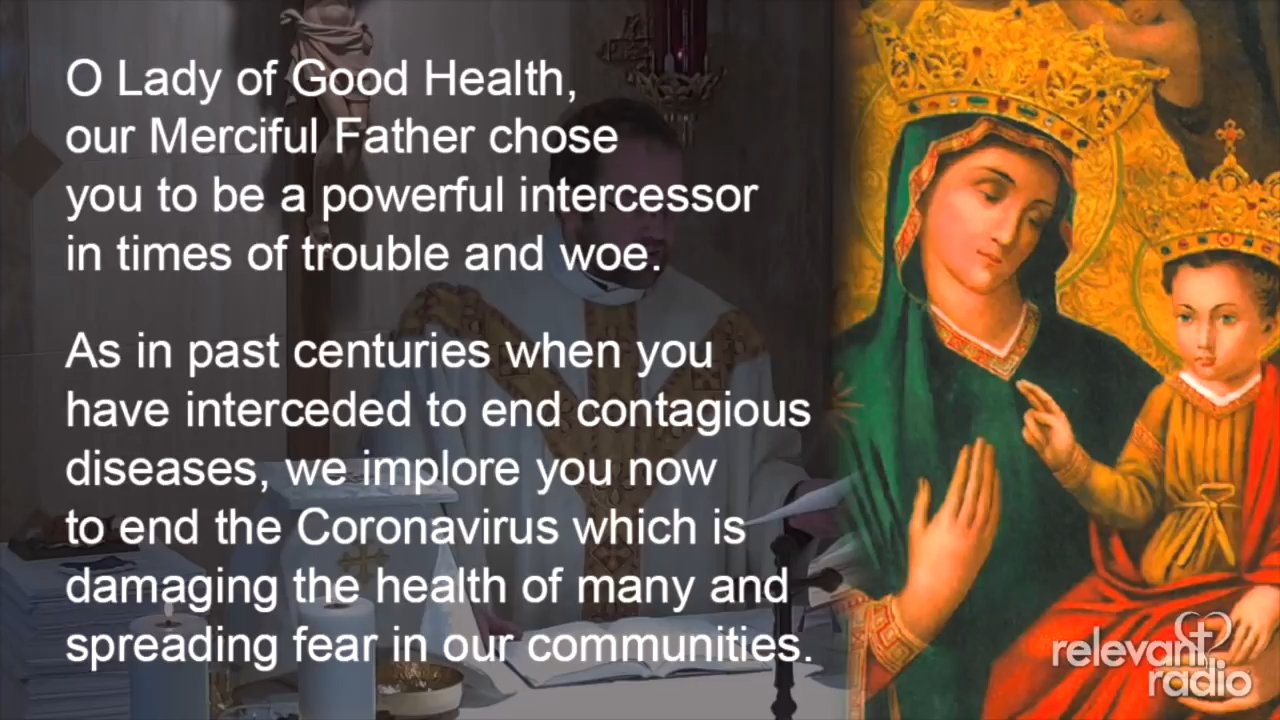 O Lady of Good Health,
our Merciful Father chose
you to be a powerful intercessor
in times of trouble and woe.
As in past centuries when you
have interceded to end contagious
diseases, we implore you now
to end the Coronavirus which is
damaging the health of many and
spreading fear in our communities.
relevant
radio